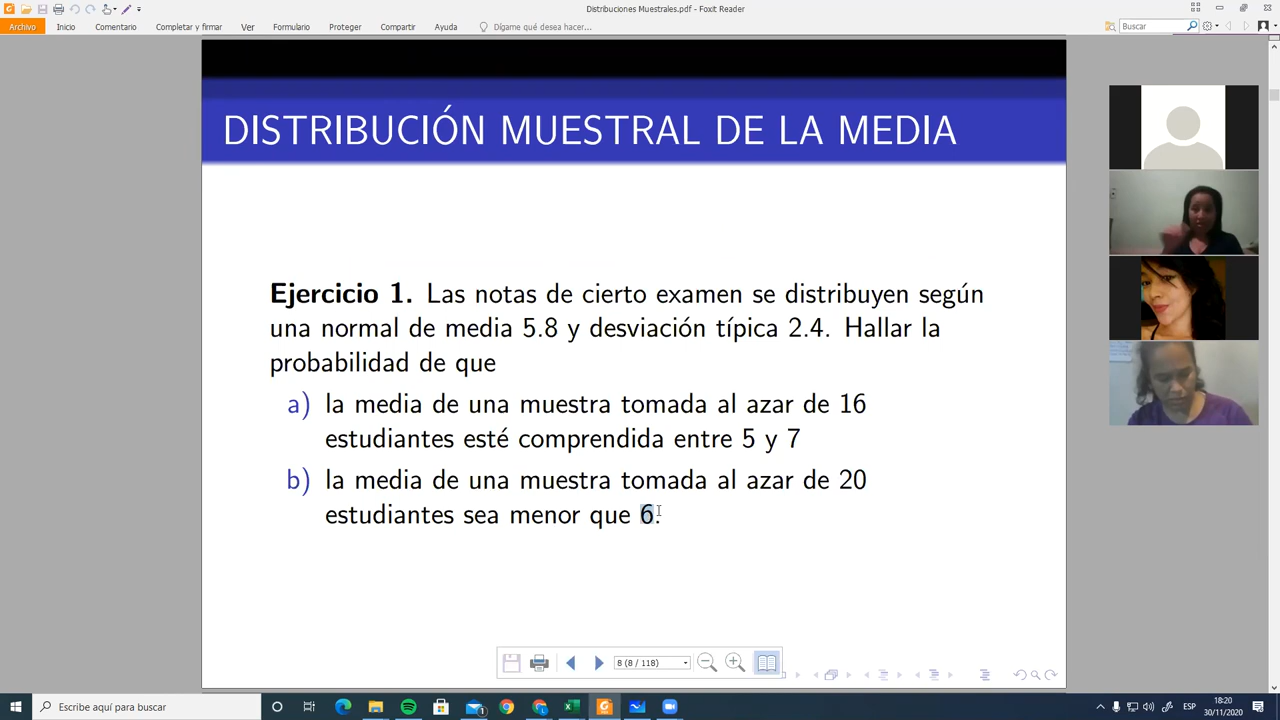 Distribuciones Muestrales.pdf - Foxit Reader
Archivo Inicio Comentario Completar y firmar Ver Formulario Proteger Compartir Ayuda Dígame qué desea hacer... Buscar
DISTRIBUCIÓN MUESTRAL DE LA MEDIA
Ejercicio 1. Las notas de cierto examen se distribuyen según
una normal de media 5.8 y desviación típica 2.4. Hallar la
probabilidad de que
a) la media de una muestra tomada al azar de 16
estudiantes esté comprendida entre 5 y 7
b) la media de una muestra tomada al azar de 20
estudiantes sea menor que 6.
8 (8 / 118)
Escribe aquí para buscar
ESP
18:20
30/11/2020